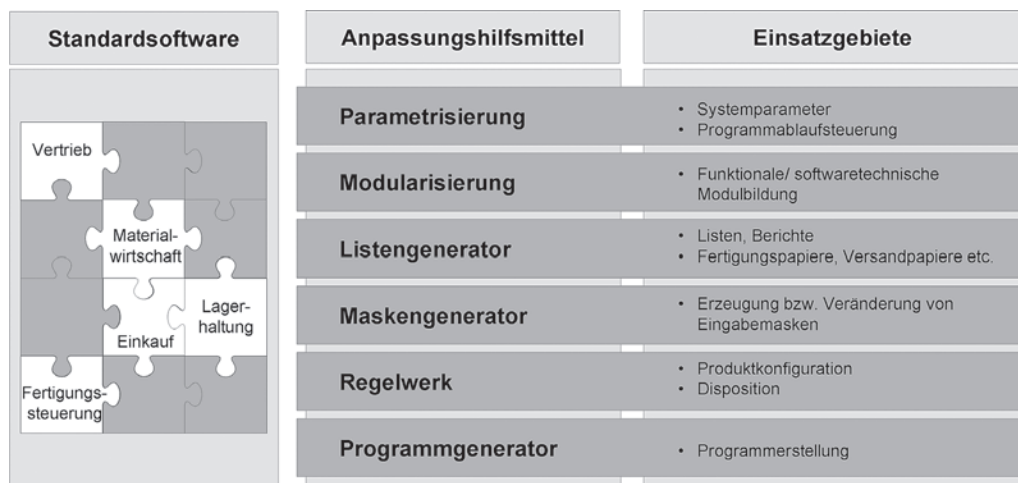 Standardsoftware
Vertrieb
Material-
wirtschaft
Lager-
haltung
Einkauf
Fertigungs-
steuerung
Anpassungshilfsmittel
Einsatzgebiete
Parametrisierung
• Systemparameter
• Programmablaufsteuerung
Modularisierung
• Funktionale/ softwaretechnische
Modulbildung
Listengenerator
• Listen, Berichte
• Fertigungspapiere, Versandpapiere etc.
Maskengenerator
• Erzeugung bzw. Veränderung von
Eingabemasken
Regelwerk
• Produktkonfiguration
• Disposition
Programmgenerator
• Programmerstellung